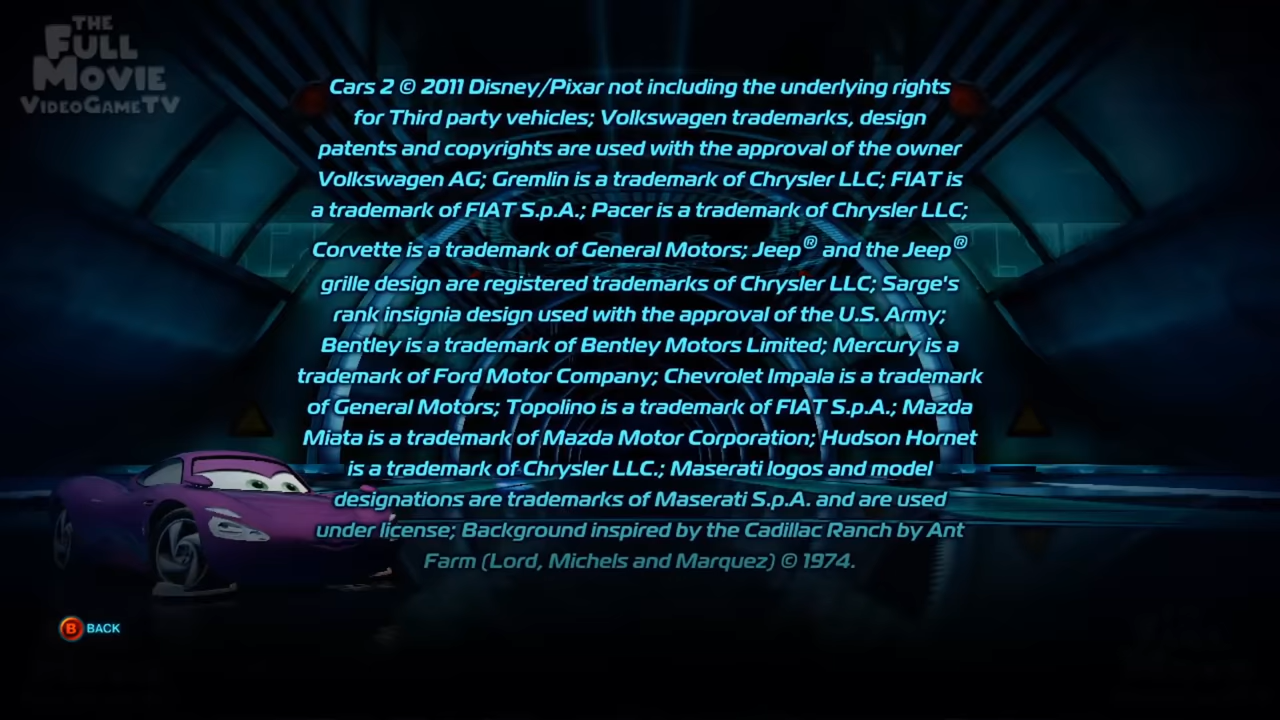 THE
FULL
MOVIE
VIDEOGAMETV
Cars 2 © 2011 Disney/Pixar not including the underlying rights
for Third party vehicles; Volkswagen trademarks, design
patents and copyrights are used with the approval of the owner
Volkswagen AG; Gremlin is a trademark of Chrysler LLC; FIAT is
a trademark of FIAT S.p.A.; Pacer is a trademark of Chrysler LLC;
Corvette is a trademark of General Motors; Jeep® and the Jeep®
grille design are registered trademarks of Chrysler LLC; Sarge's
rank insignia design used with the approval of the U.S. Army;
Bentley is a trademark of Bentley Motors Limited; Mercury is a
trademark of Ford Motor Company; Chevrolet Impala is a trademark
of General Motors; Topolino is a trademark of FIAT S.p.A.; Mazda
Miata is a trademark of Mazda Motor Corporation; Hudson Hornet
is a trademark of Chrysler LLC.; Maserati logos and model
designations are trademarks of Maserati S.p.A. and are used
under license; Background inspired by the Cadillac Ranch by Ant
Farm (Lord, Michels and Marquez) © 1974.
B BACK